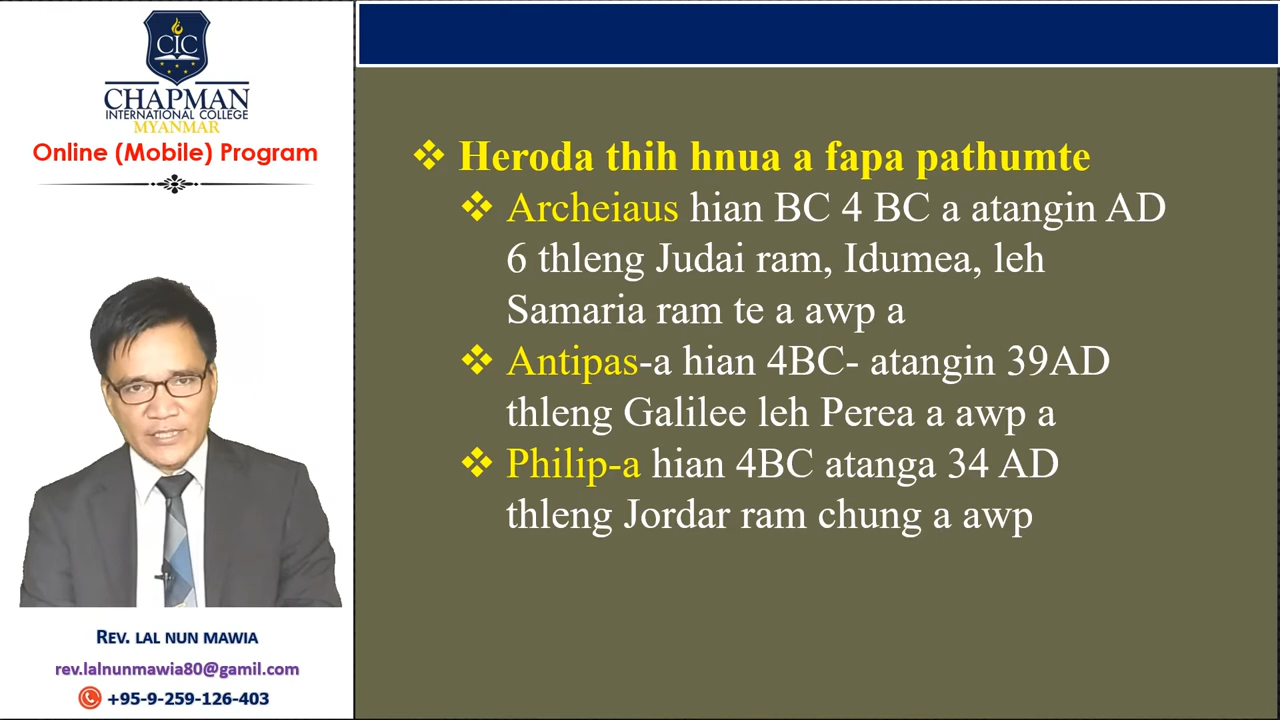 CIC
CHAPMAN
INTERNATIONAL COLLEGE
MYANMAR
Online (Mobile) Program
REV. LAL NUN MAWIA
rev.lalnunmawia80@gamil.com
+95-9-259-126-403
Heroda thih hnua a fapa pathumte
Archeiaus hian BC 4 BC a atangin AD
6 thleng Judai ram, Idumea, leh
Samaria ram te a awp a
Antipas-a hian 4BC- atangin 39AD
thleng Galilee leh Perea a awp a
Philip-a hian 4BC atanga 34 AD
thleng Jordar ram chung a awp